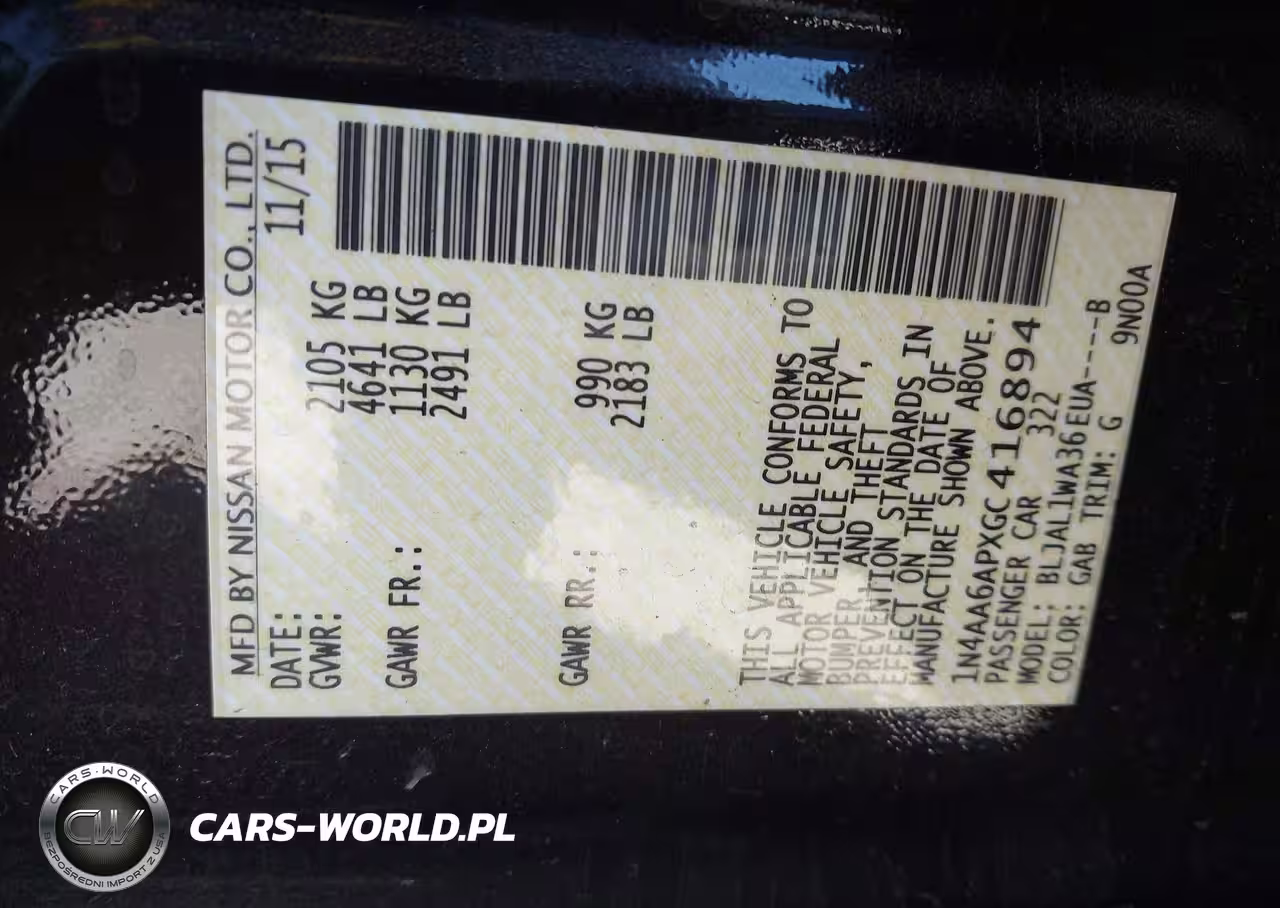 MFD BY NISSAN MOTOR CO., LTD.
DATE: 11/15
GVWR: 2105 KG
4641 LB
GAWR FR.: 1130 KG
2491 LB
GAWR RR.: 990 KG
2183 LB
THIS VEHICLE CONFORMS TO
ALL APPLICABLE FEDERAL
MOTOR VEHICLE SAFETY,
BUMPER, AND THEFT
PREVENTION STANDARDS IN
EFFECT ON THE DATE OF
MANUFACTURE SHOWN ABOVE.
1N4AA6APXGC416894
PASSENGER CAR 322
MODEL: BLJAL1WA36EUA----B
COLOR: GAB TRIM: G 9N00A
CARS-WORLD
CW
BEZPOŚREDNI IMPORT Z USA
CARS-WORLD.PL